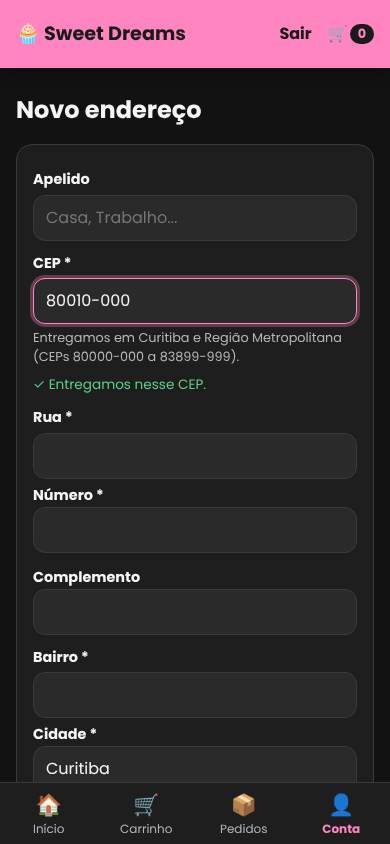 🧁 Sweet Dreams
Sair
🛒 0
Novo endereço
Apelido
Casa, Trabalho...
CEP *
80010-000
Entregamos em Curitiba e Região Metropolitana
(CEPs 80000-000 a 83899-999).
✓ Entregamos nesse CEP.
Rua *
Número *
Complemento
Bairro *
Cidade *
Curitiba
Início
Carrinho
Pedidos
Conta